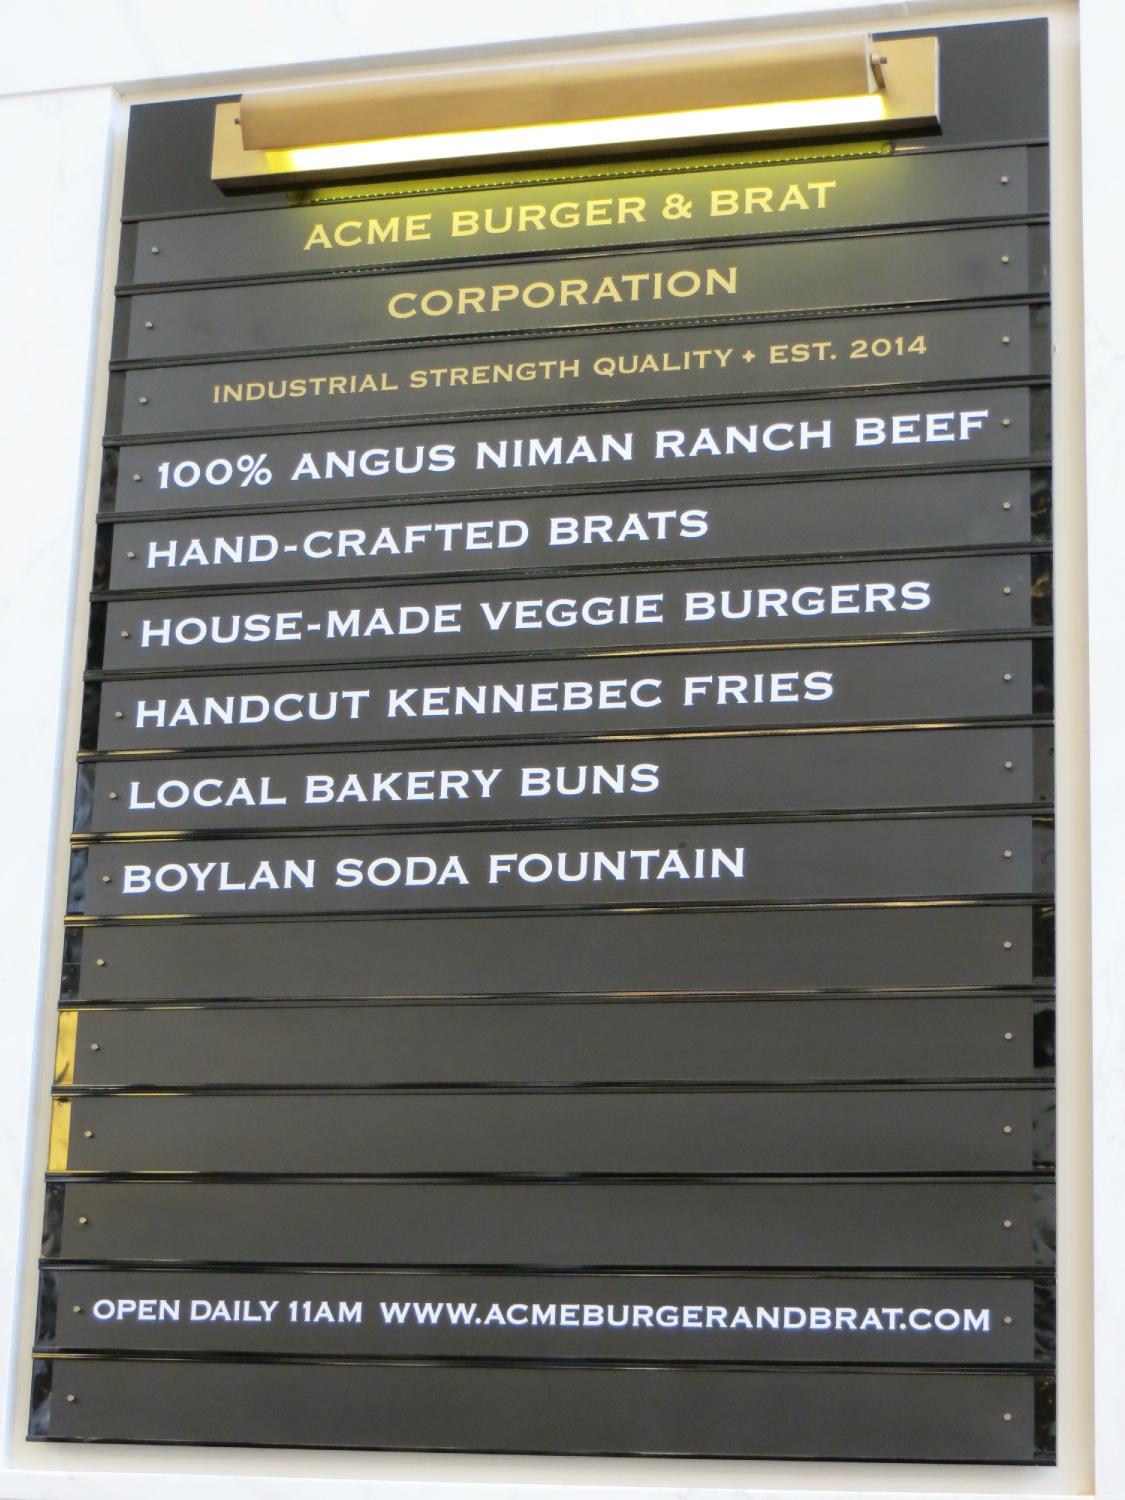 ACME BURGER & BRAT
CORPORATION
INDUSTRIAL STRENGTH QUALITY + EST. 2014
100% ANGUS NIMAN RANCH BEEF
HAND-CRAFTED BRATS
HOUSE-MADE VEGGIE BURGERS
HANDCUT KENNEBEC FRIES
LOCAL BAKERY BUNS
BOYLAN SODA FOUNTAIN
OPEN DAILY 11AM WWW.ACMEBURGERANDBRAT.COM